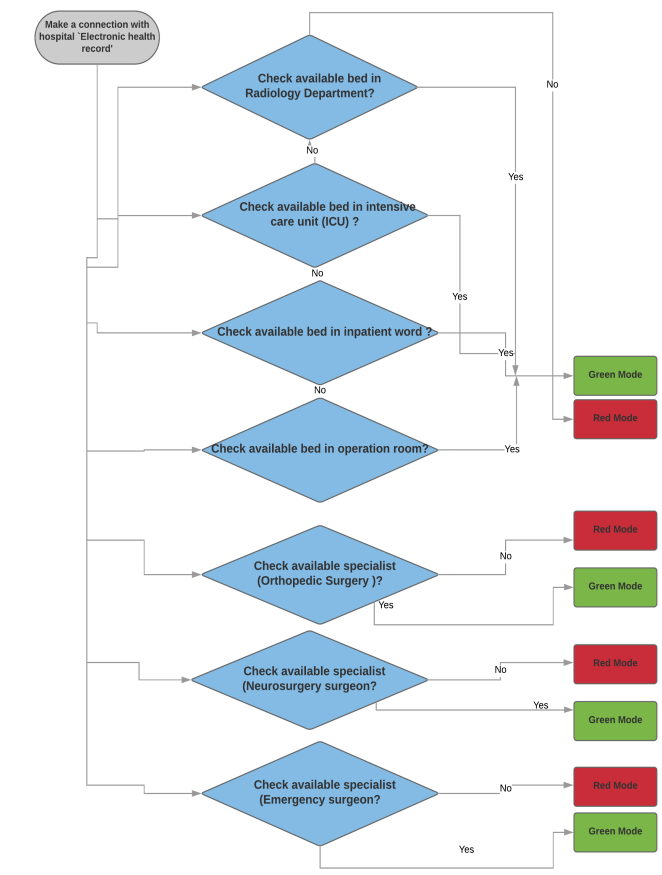 Make a connection with
hospital `Electronic health
record'
Check available bed in
Radiology Department?
No
No
Yes
Check available bed in intensive
care unit (ICU) ?
No
Yes
Check available bed in inpatient word ?
Yes
Green Mode
No
Red Mode
Check available bed in operation room?
Yes
Red Mode
No
Check available specialist
(Orthopedic Surgery )?
Green Mode
Yes
Red Mode
No
Check available specialist
(Neurosurgery surgeon?
Yes
Green Mode
Check available specialist
(Emergency surgeon?
No
Red Mode
Green Mode
Yes